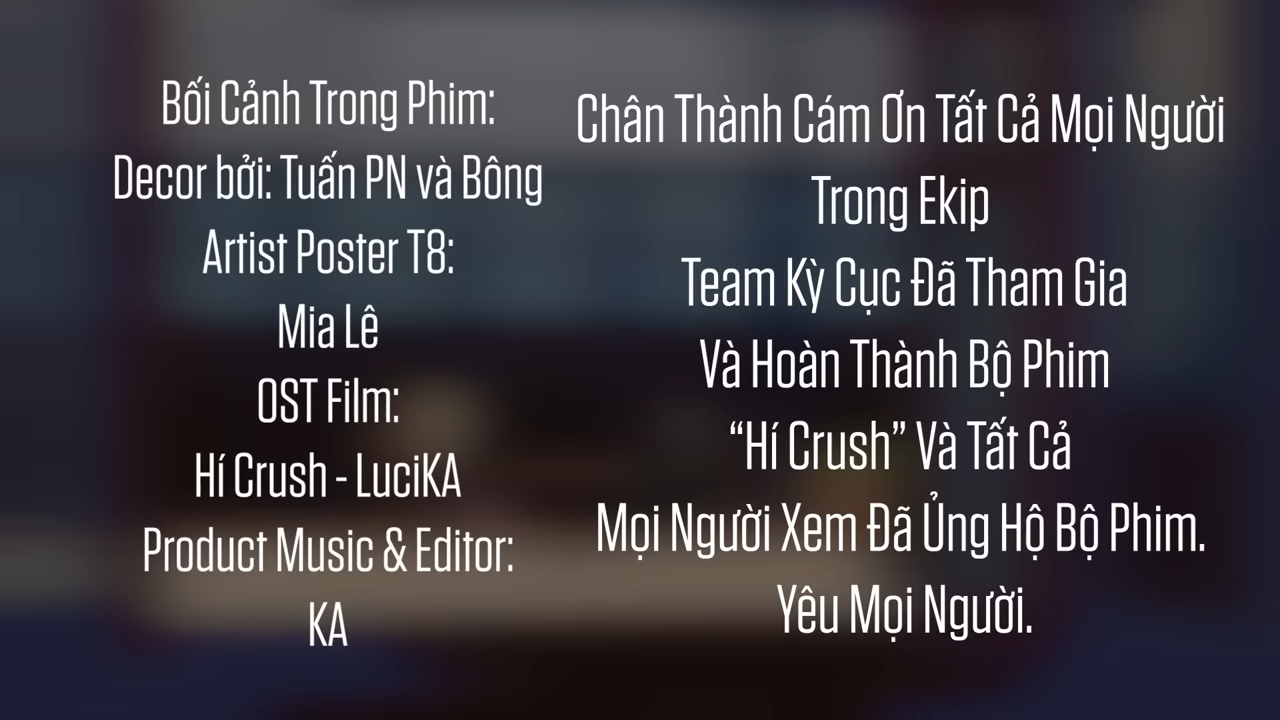 Bối Cảnh Trong Phim:
Decor bởi: Tuấn PN và Bông
Artist Poster T8:
Mia Lê
OST Film:
Hí Crush - LuciKA
Product Music & Editor:
KA
Chân Thành Cám Ơn Tất Cả Mọi Người
Trong Ekip
Team Kỳ Cục Đã Tham Gia
Và Hoàn Thành Bộ Phim
“Hí Crush” Và Tất Cả
Mọi Người Xem Đã Ủng Hộ Bộ Phim.
Yêu Mọi Người.